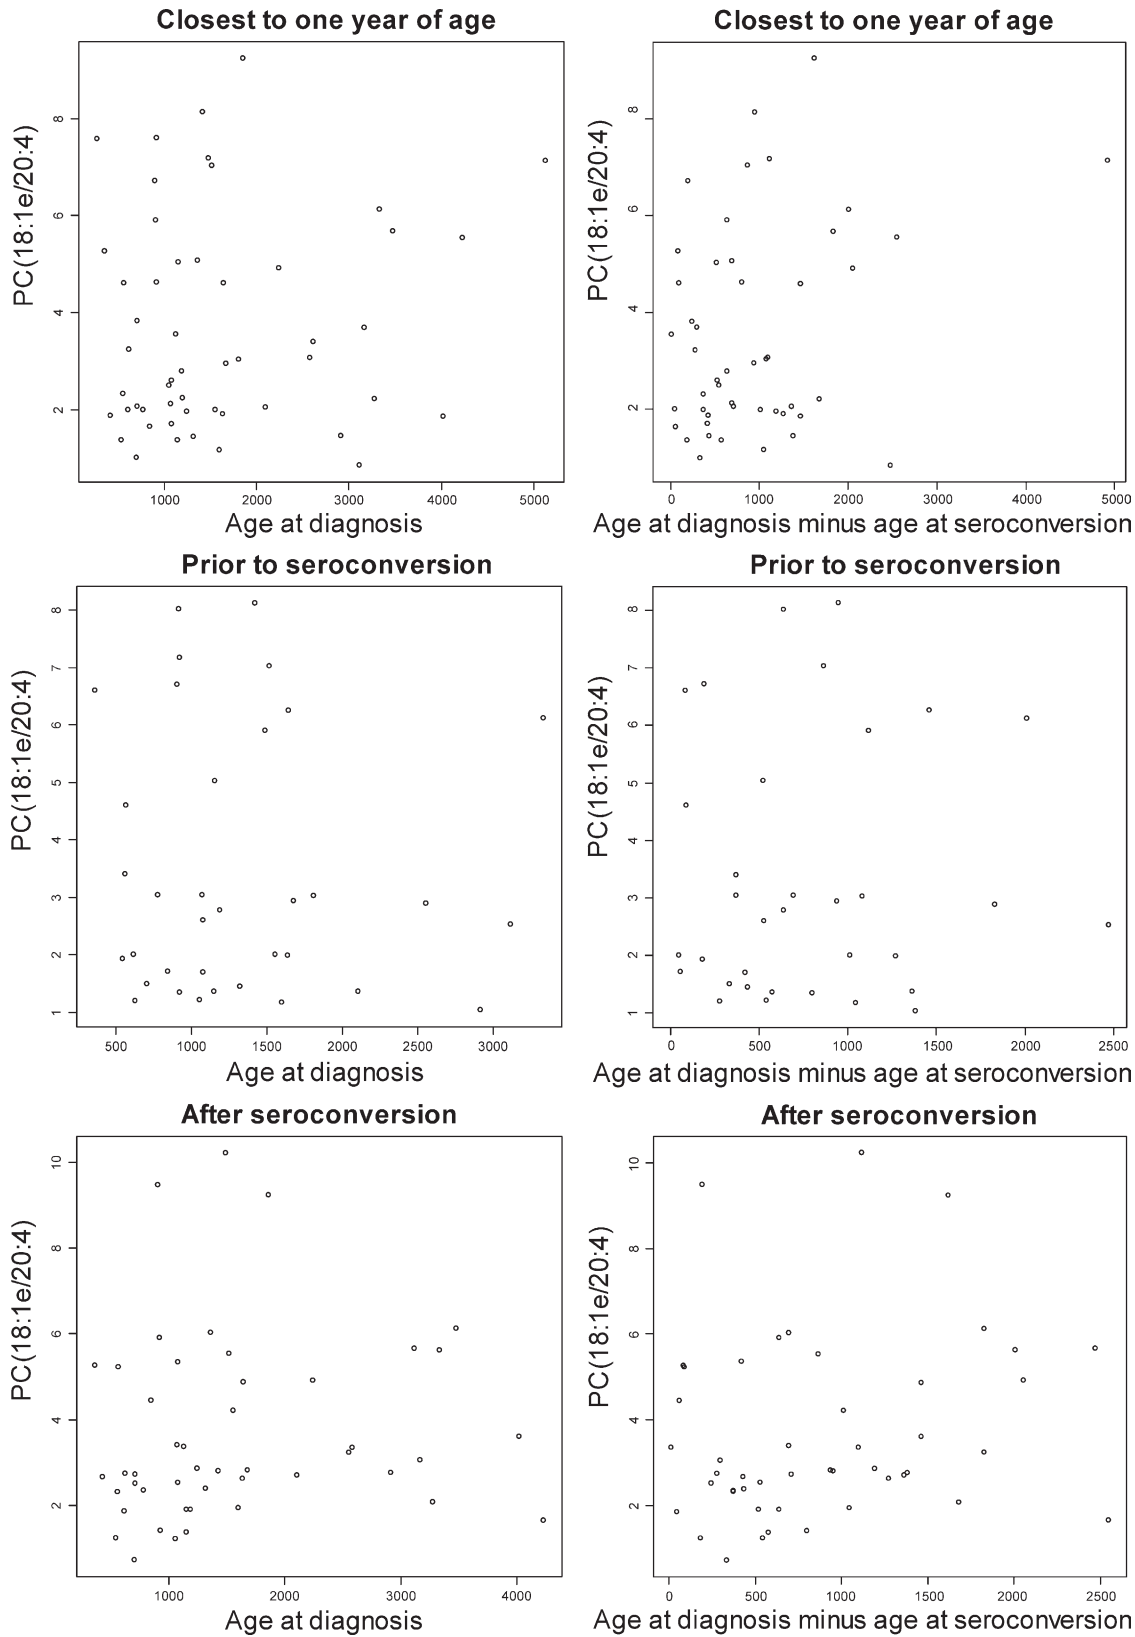 Closest to one year of age
PC(18:1e/20:4)
8
6
4
2
1000 2000 3000 4000 5000
Age at diagnosis
Closest to one year of age
PC(18:1e/20:4)
8
6
4
2
0 1000 2000 3000 4000 5000
Age at diagnosis minus age at seroconversion
Prior to seroconversion
PC(18:1e/20:4)
8
7
6
5
4
3
2
1
500 1000 1500 2000 2500 3000
Age at diagnosis
Prior to seroconversion
PC(18:1e/20:4)
8
7
6
5
4
3
2
1
0 500 1000 1500 2000 2500
Age at diagnosis minus age at seroconversion
After seroconversion
PC(18:1e/20:4)
10
8
6
4
2
1000 2000 3000 4000
Age at diagnosis
After seroconversion
PC(18:1e/20:4)
10
8
6
4
2
0 500 1000 1500 2000 2500
Age at diagnosis minus age at seroconversion